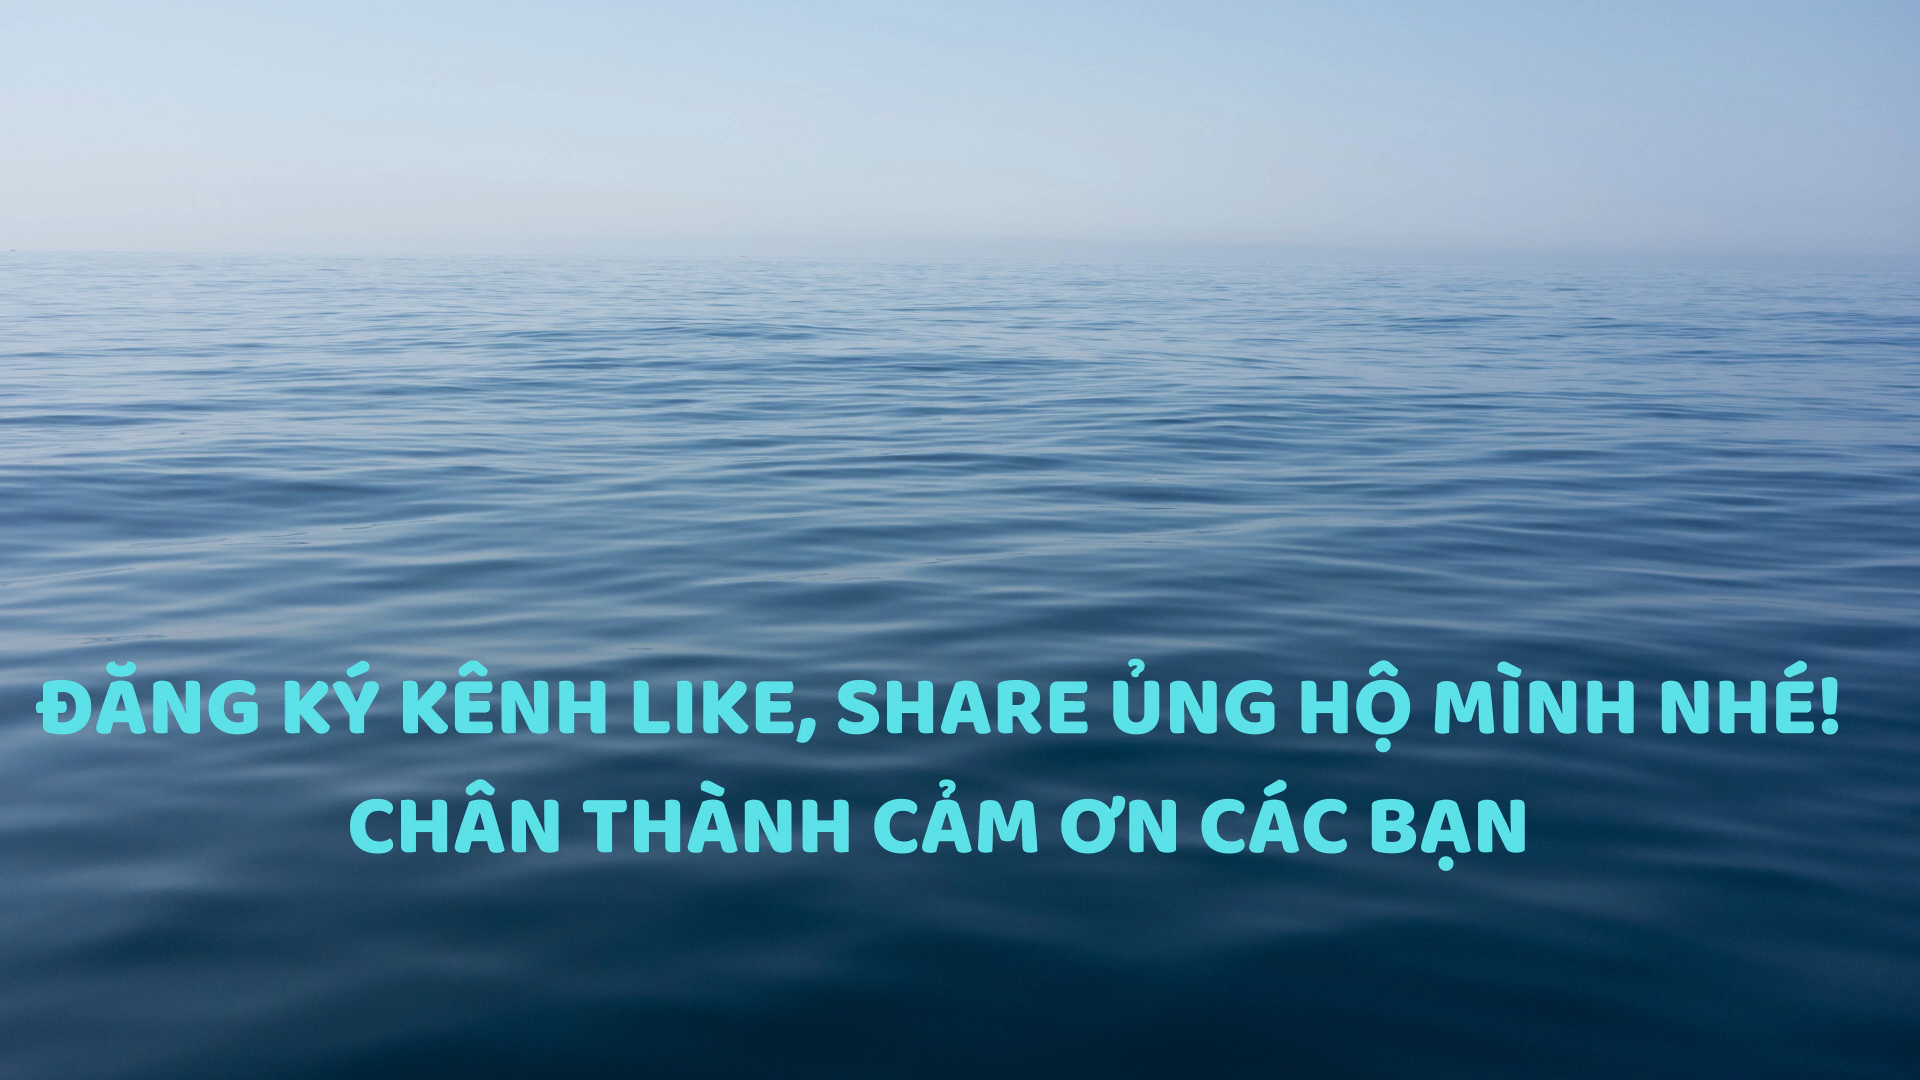 ĐĂNG KÝ KÊNH LIKE, SHARE ỦNG HỘ MÌNH NHÉ!
CHÂN THÀNH CẢM ƠN CÁC BẠN